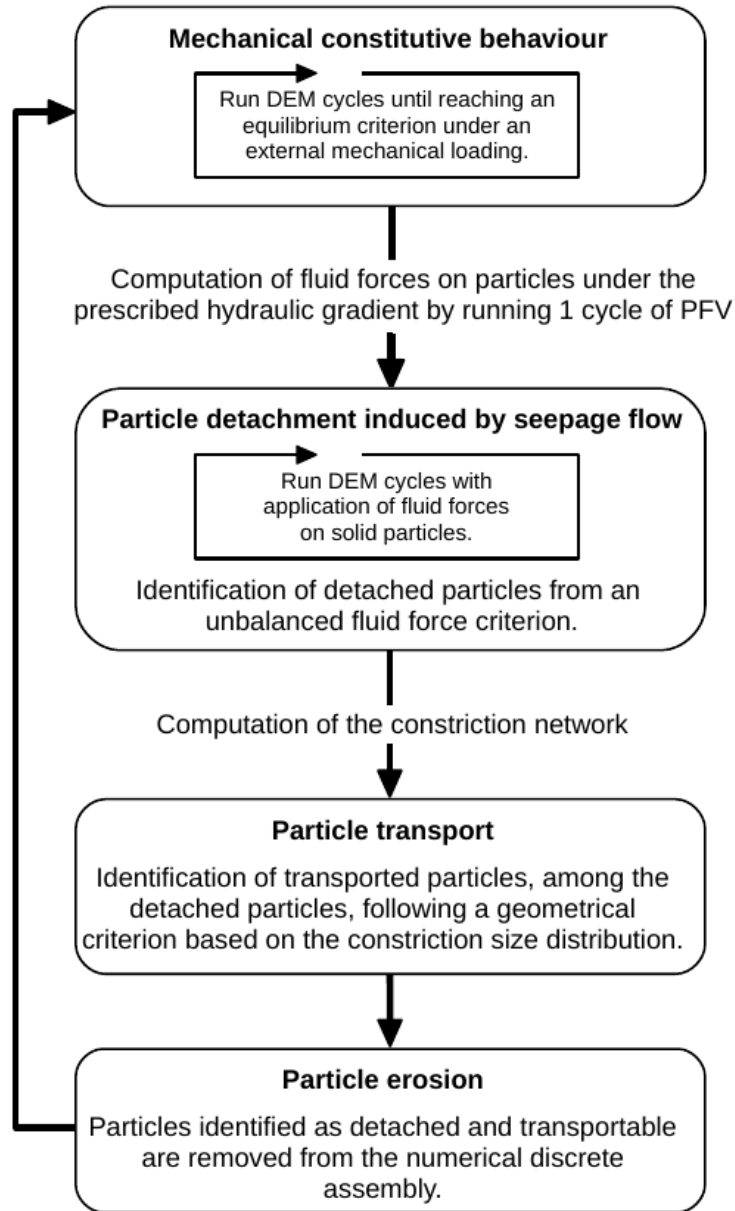 Mechanical constitutive behaviour
Run DEM cycles until reaching an
equilibrium criterion under an
external mechanical loading.
Computation of fluid forces on particles under the
prescribed hydraulic gradient by running 1 cycle of PFV
Particle detachment induced by seepage flow
Run DEM cycles with
application of fluid forces
on solid particles.
Identification of detached particles from an
unbalanced fluid force criterion.
Computation of the constriction network
Particle transport
Identification of transported particles, among the
detached particles, following a geometrical
criterion based on the constriction size distribution.
Particle erosion
Particles identified as detached and transportable
are removed from the numerical discrete
assembly.